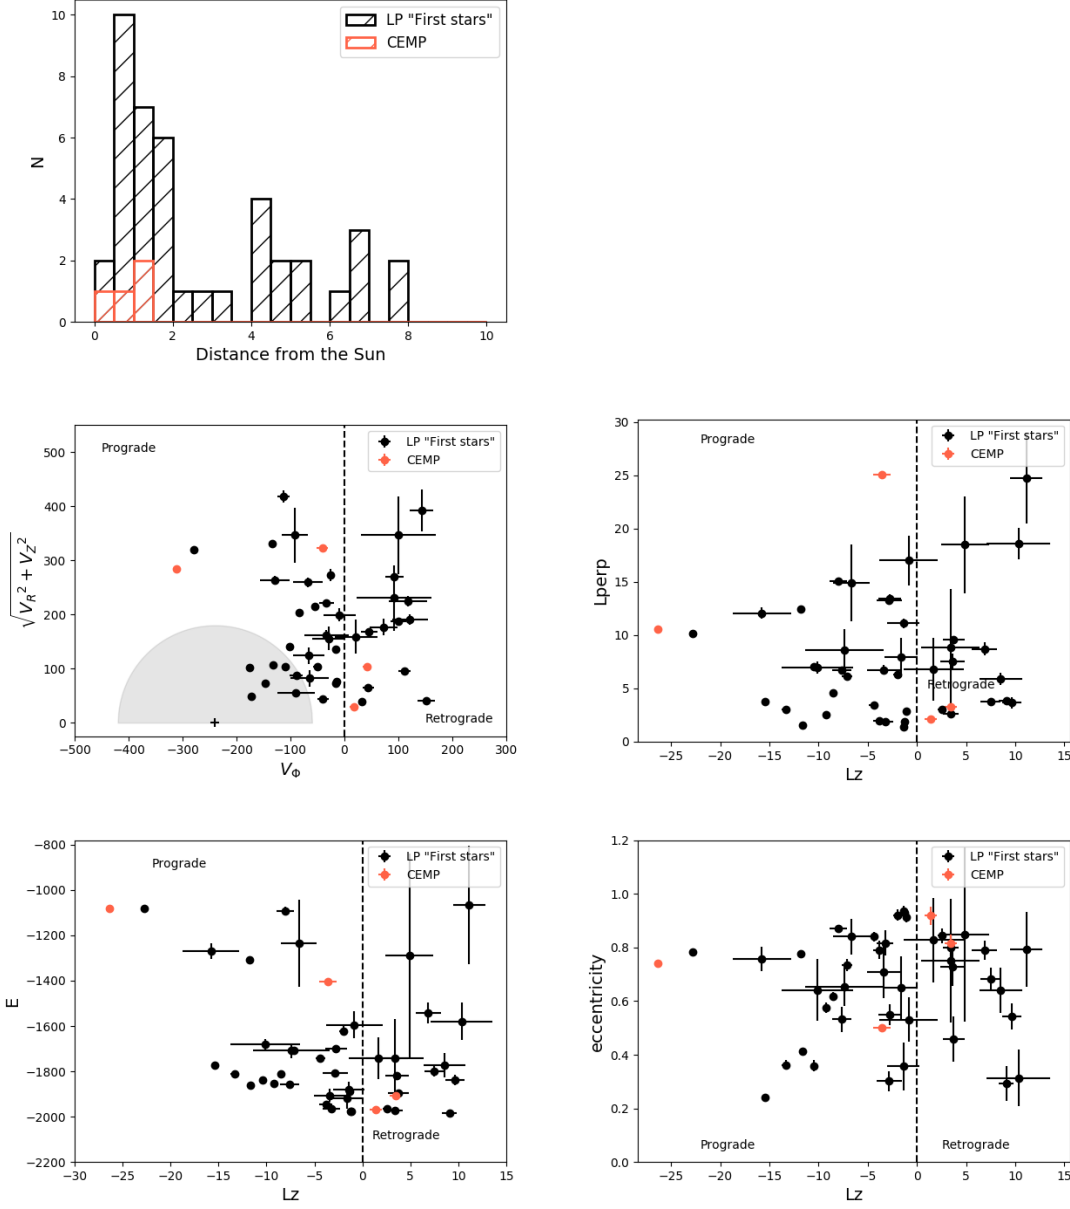 10
8
6
4
2
0
N
LP "First stars"
CEMP
0 2 4 6 8 10
Distance from the Sun
500
400
300
200
100
0
√V_R² + V_Z²
Prograde
LP "First stars"
CEMP
Retrograde
−500 −400 −300 −200 −100 0 100 200 300
V_Φ
30
25
20
15
10
5
0
Lperp
Prograde
LP "First stars"
CEMP
Retrograde
−25 −20 −15 −10 −5 0 5 10 15
Lz
−800
−1000
−1200
−1400
−1600
−1800
−2000
−2200
E
Prograde
LP "First stars"
CEMP
Retrograde
−30 −25 −20 −15 −10 −5 0 5 10 15
Lz
1.2
1.0
0.8
0.6
0.4
0.2
0.0
eccentricity
LP "First stars"
CEMP
Prograde
Retrograde
−25 −20 −15 −10 −5 0 5 10 15
Lz